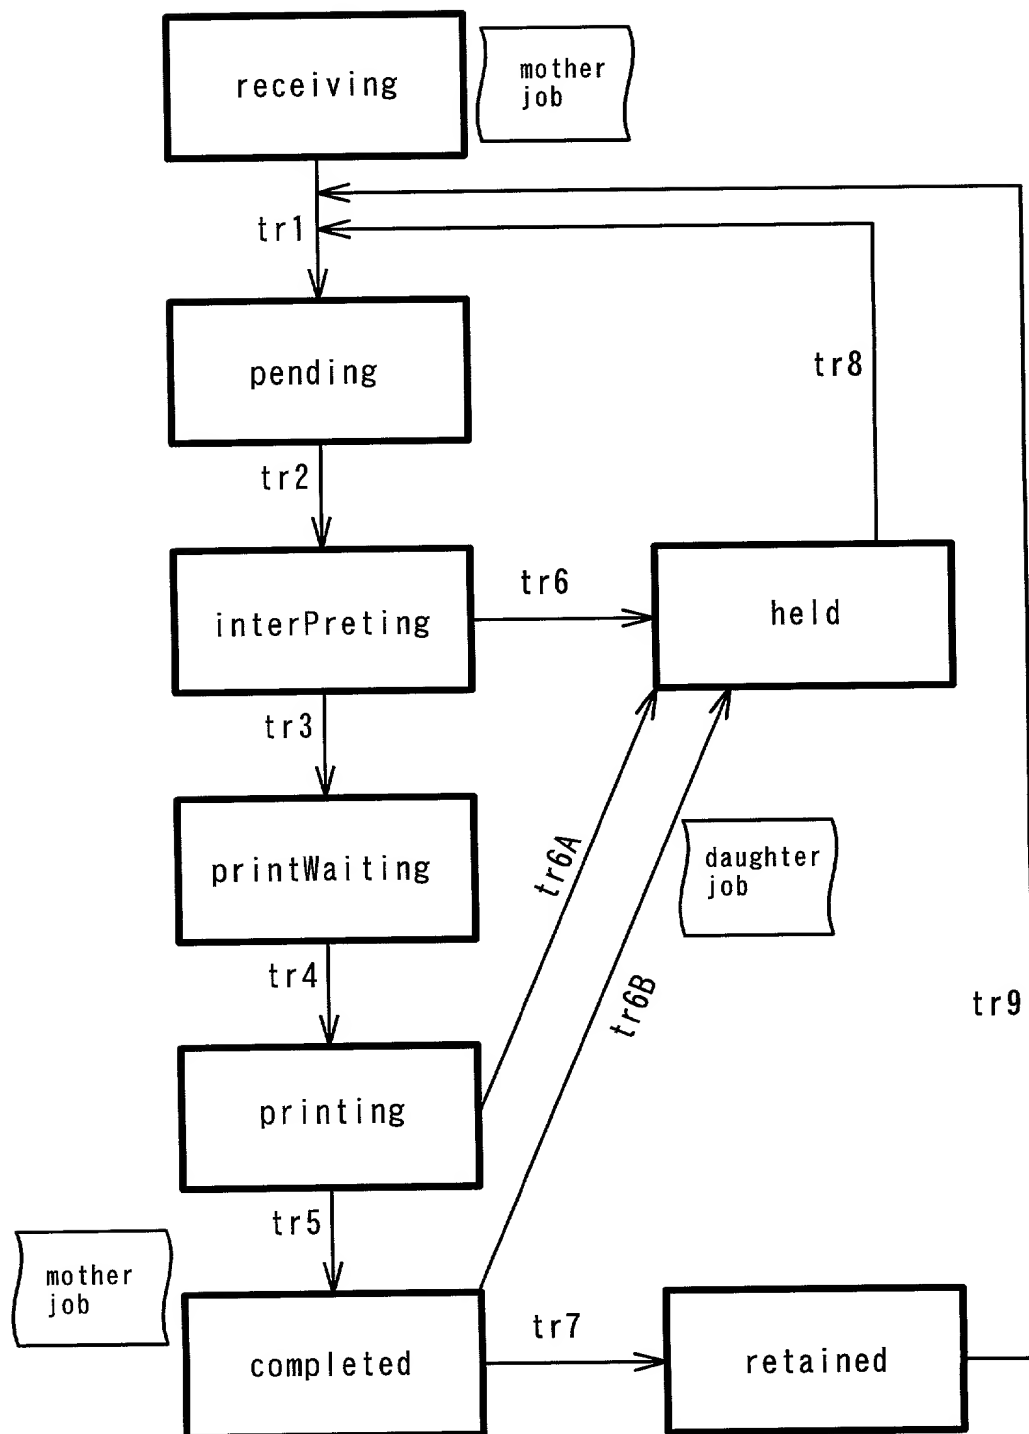 receiving
mother
job
tr1
pending
tr8
tr2
interPreting
tr6
held
tr3
printWaiting
tr6A
daughter
job
tr4
tr6B
tr9
printing
tr5
mother
job
completed
tr7
retained